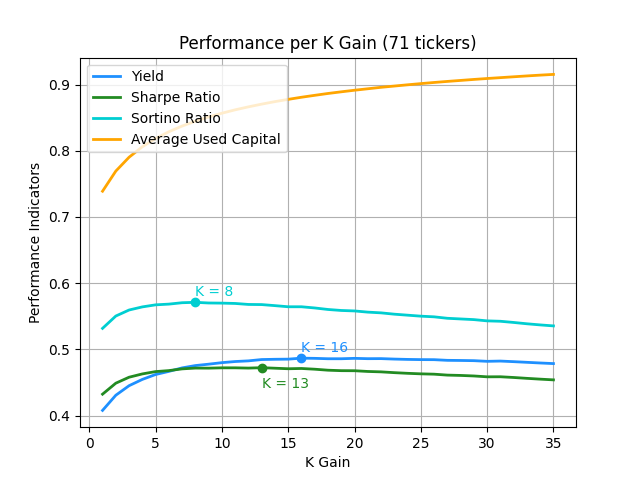 Performance per K Gain (71 tickers)
Yield
Sharpe Ratio
Sortino Ratio
Average Used Capital
Performance Indicators
0.9
0.8
0.7
0.6
0.5
0.4
K = 8
K = 16
K = 13
0 5 10 15 20 25 30 35
K Gain